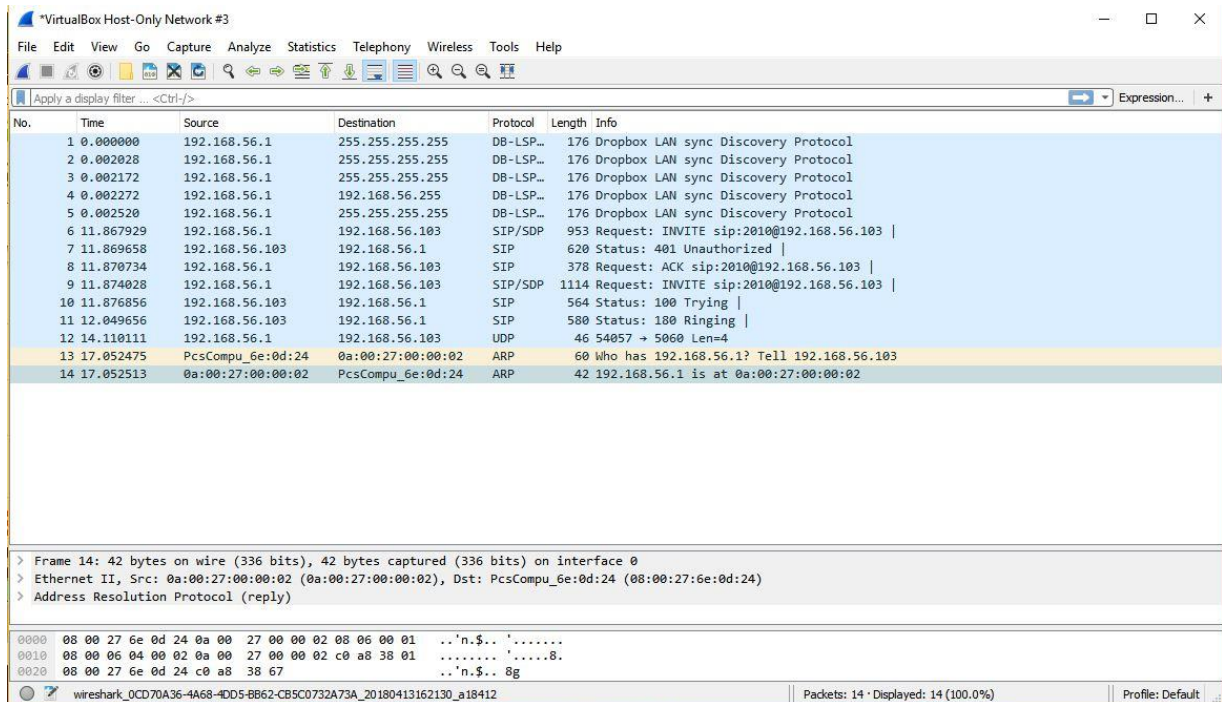 *VirtualBox Host-Only Network #3
File Edit View Go Capture Analyze Statistics Telephony Wireless Tools Help
Apply a display filter ... <Ctrl-/> Expression... +
No. Time Source Destination Protocol Length Info
1 0.000000 192.168.56.1 255.255.255.255 DB-LSP… 176 Dropbox LAN sync Discovery Protocol
2 0.002028 192.168.56.1 255.255.255.255 DB-LSP… 176 Dropbox LAN sync Discovery Protocol
3 0.002172 192.168.56.1 255.255.255.255 DB-LSP… 176 Dropbox LAN sync Discovery Protocol
4 0.002272 192.168.56.1 192.168.56.255 DB-LSP… 176 Dropbox LAN sync Discovery Protocol
5 0.002520 192.168.56.1 255.255.255.255 DB-LSP… 176 Dropbox LAN sync Discovery Protocol
6 11.867929 192.168.56.1 192.168.56.103 SIP/SDP 953 Request: INVITE sip:2010@192.168.56.103 |
7 11.869658 192.168.56.103 192.168.56.1 SIP 620 Status: 401 Unauthorized |
8 11.870734 192.168.56.1 192.168.56.103 SIP 378 Request: ACK sip:2010@192.168.56.103 |
9 11.874028 192.168.56.1 192.168.56.103 SIP/SDP 1114 Request: INVITE sip:2010@192.168.56.103 |
10 11.876856 192.168.56.103 192.168.56.1 SIP 564 Status: 100 Trying |
11 12.049656 192.168.56.103 192.168.56.1 SIP 580 Status: 180 Ringing |
12 14.110111 192.168.56.1 192.168.56.103 UDP 46 54057 → 5060 Len=4
13 17.052475 PcsCompu_6e:0d:24 0a:00:27:00:00:02 ARP 60 Who has 192.168.56.1? Tell 192.168.56.103
14 17.052513 0a:00:27:00:00:02 PcsCompu_6e:0d:24 ARP 42 192.168.56.1 is at 0a:00:27:00:00:02
> Frame 14: 42 bytes on wire (336 bits), 42 bytes captured (336 bits) on interface 0
> Ethernet II, Src: 0a:00:27:00:00:02 (0a:00:27:00:00:02), Dst: PcsCompu_6e:0d:24 (08:00:27:6e:0d:24)
> Address Resolution Protocol (reply)
0000 08 00 27 6e 0d 24 0a 00 27 00 00 02 08 06 00 01 ..'n.$.. '.......
0010 08 00 06 04 00 02 0a 00 27 00 00 02 c0 a8 38 01 ........ '.....8.
0020 08 00 27 6e 0d 24 c0 a8 38 67 ..'n.$.. 8g
wireshark_0CD70A36-4A68-4DD5-BB62-CB5C0732A73A_20180413162130_a18412 Packets: 14 · Displayed: 14 (100.0%) Profile: Default